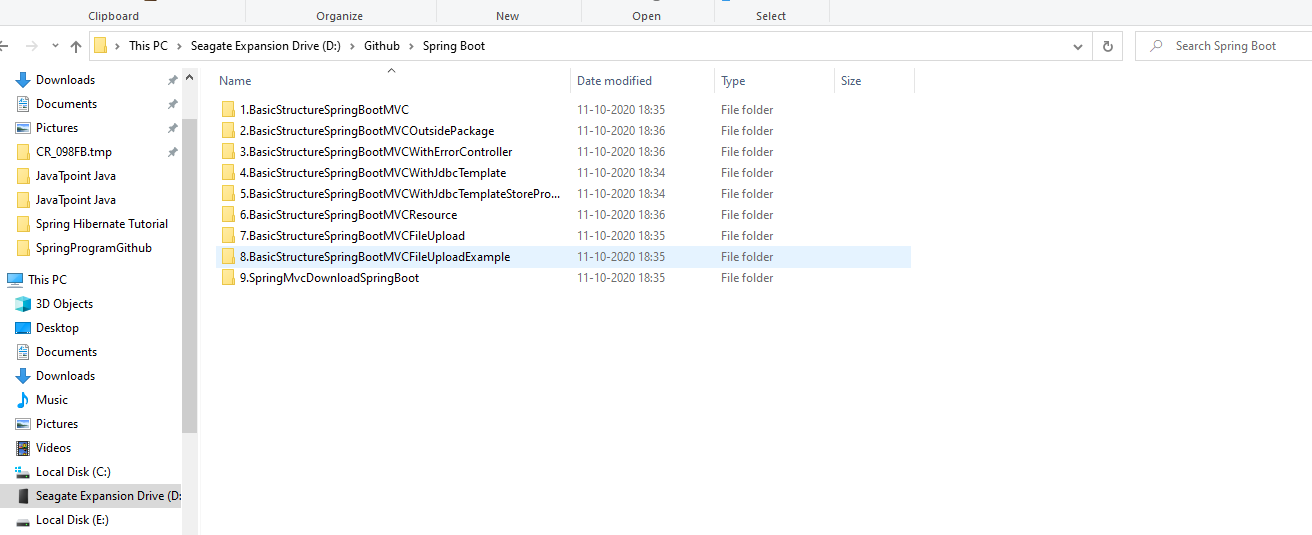 Clipboard Organize New Open Select
This PC Seagate Expansion Drive (D:) Github Spring Boot
Search Spring Boot
Downloads
Documents
Pictures
CR_098FB.tmp
JavaTpoint Java
JavaTpoint Java
Spring Hibernate Tutorial
SpringProgramGithub
This PC
3D Objects
Desktop
Documents
Downloads
Music
Pictures
Videos
Local Disk (C:)
Seagate Expansion Drive (D:
Local Disk (E:)
Name Date modified Type Size
1.BasicStructureSpringBootMVC 11-10-2020 18:35 File folder
2.BasicStructureSpringBootMVCOutsidePackage 11-10-2020 18:36 File folder
3.BasicStructureSpringBootMVCWithErrorController 11-10-2020 18:36 File folder
4.BasicStructureSpringBootMVCWithJdbcTemplate 11-10-2020 18:34 File folder
5.BasicStructureSpringBootMVCWithJdbcTemplateStorePro... 11-10-2020 18:34 File folder
6.BasicStructureSpringBootMVCResource 11-10-2020 18:36 File folder
7.BasicStructureSpringBootMVCFileUpload 11-10-2020 18:35 File folder
8.BasicStructureSpringBootMVCFileUploadExample 11-10-2020 18:35 File folder
9.SpringMvcDownloadSpringBoot 11-10-2020 18:35 File folder